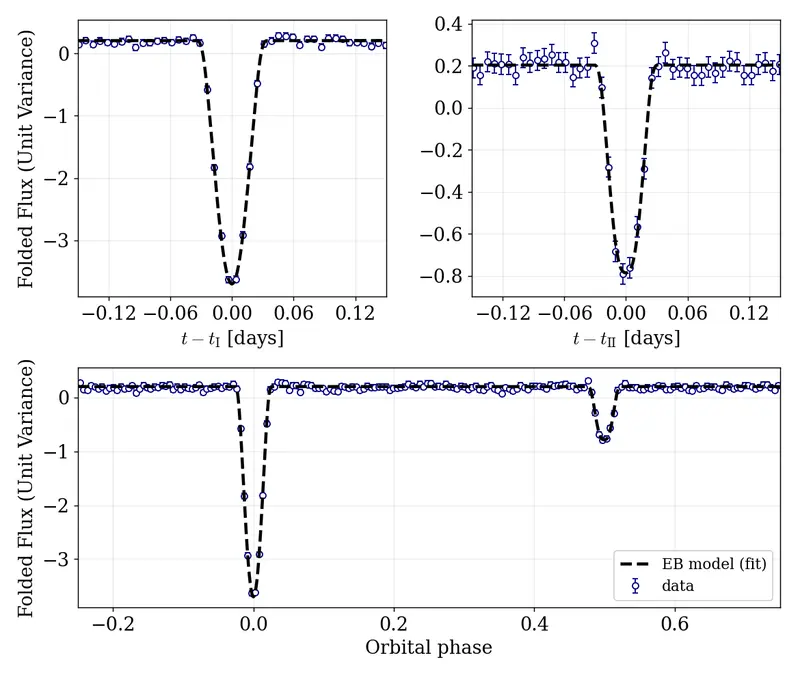 Folded Flux (Unit Variance)
0
−1
−2
−3
−0.12 −0.06 0.00 0.06 0.12
t − t_I [days]
0.4
0.2
0.0
−0.2
−0.4
−0.6
−0.8
−0.12 −0.06 0.00 0.06 0.12
t − t_II [days]
Folded Flux (Unit Variance)
0
−1
−2
−3
−0.2 0.0 0.2 0.4 0.6
Orbital phase
EB model (fit)
data